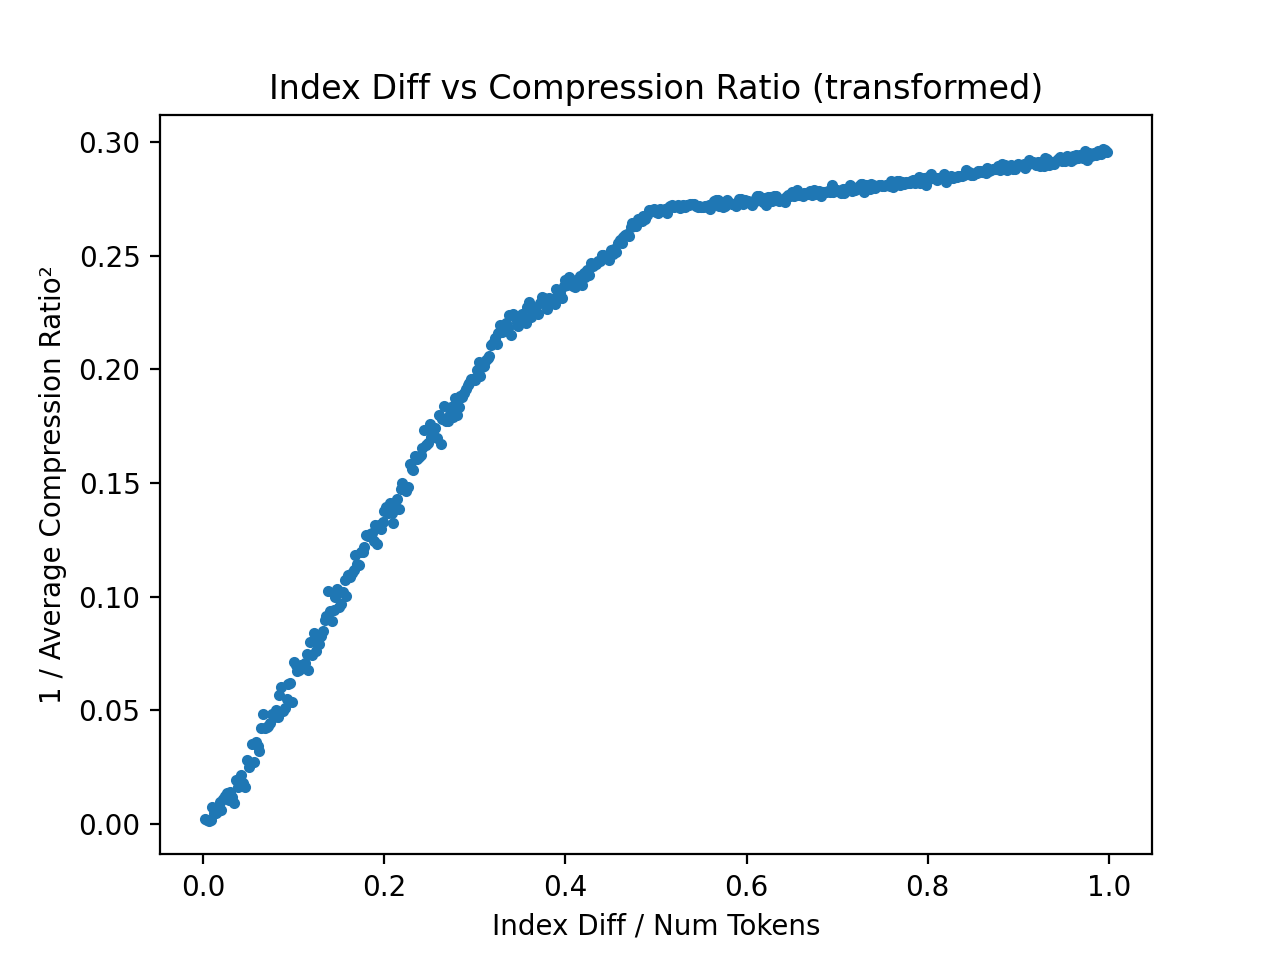 Index Diff vs Compression Ratio (transformed)
1 / Average Compression Ratio²
0.30
0.25
0.20
0.15
0.10
0.05
0.00
0.0 0.2 0.4 0.6 0.8 1.0
Index Diff / Num Tokens